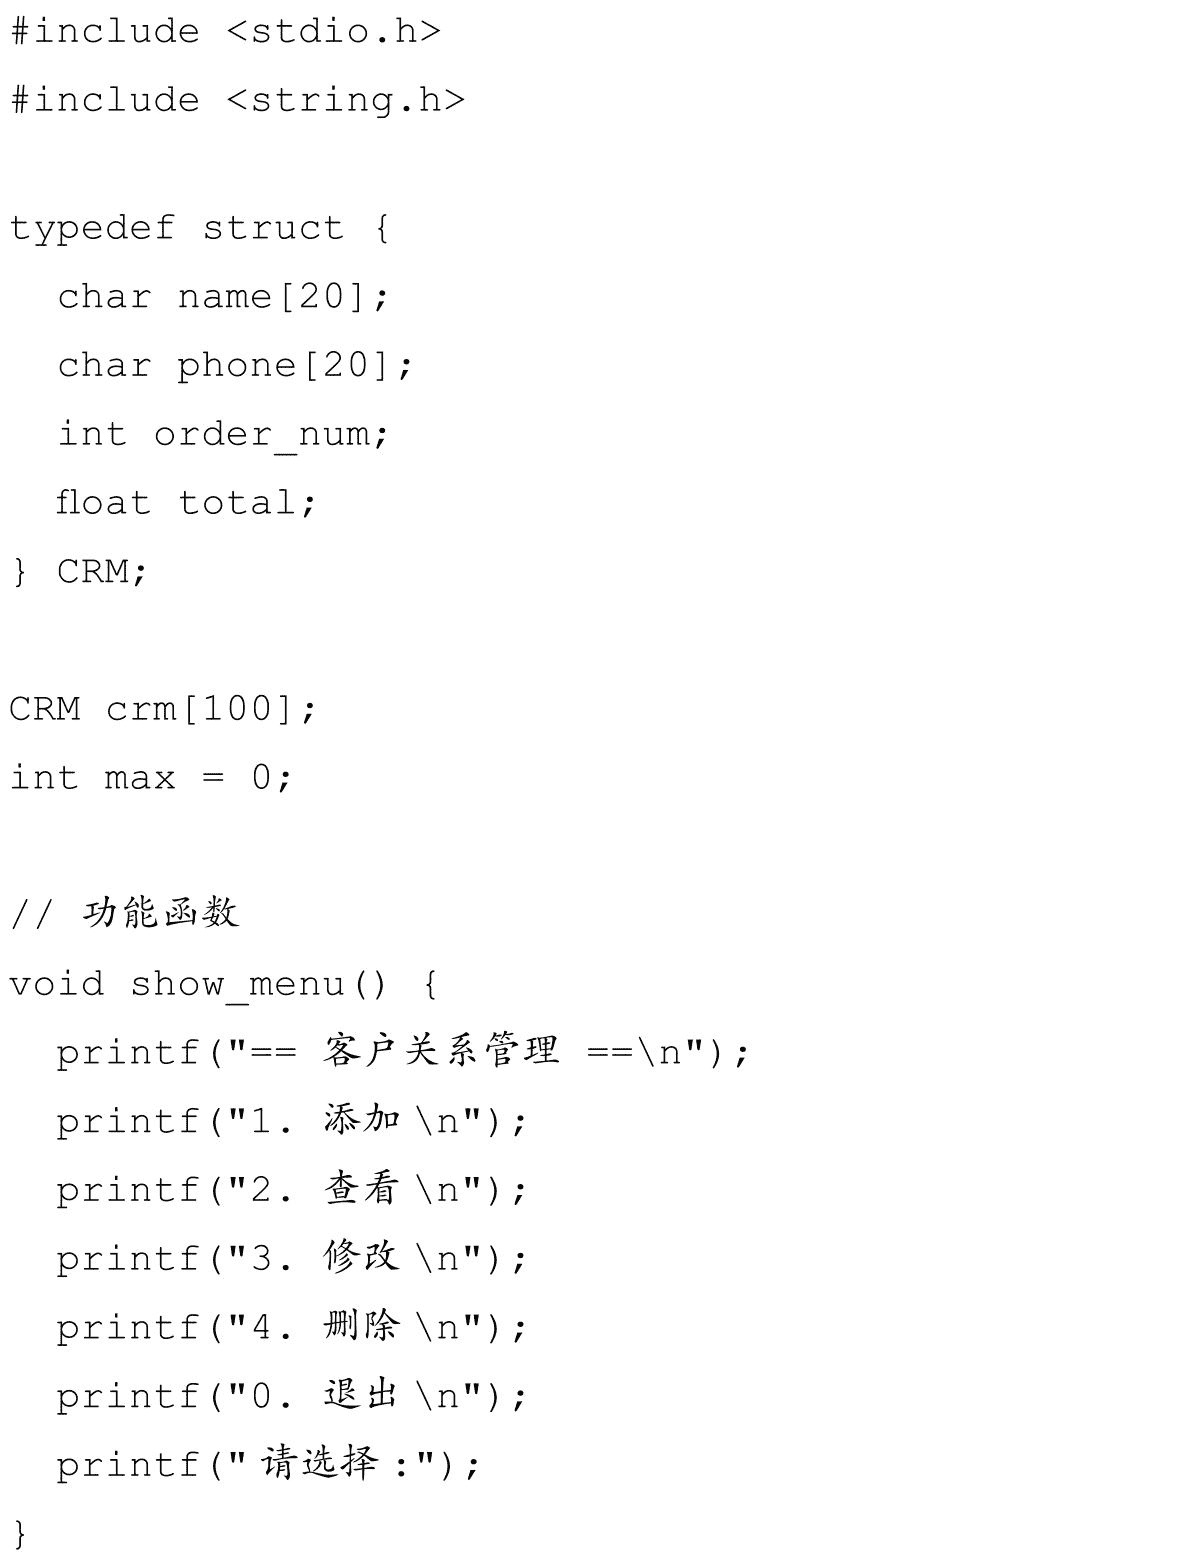 #include <stdio.h>
#include <string.h>
typedef struct {
  char name[20];
  char phone[20];
  int order_num;
  float total;
} CRM;
CRM crm[100];
int max = 0;
// 功能函数
void show_menu() {
  printf("== 客户关系管理 ==\n");
  printf("1. 添加 \n");
  printf("2. 查看 \n");
  printf("3. 修改 \n");
  printf("4. 删除 \n");
  printf("0. 退出 \n");
  printf(" 请选择 :");
}